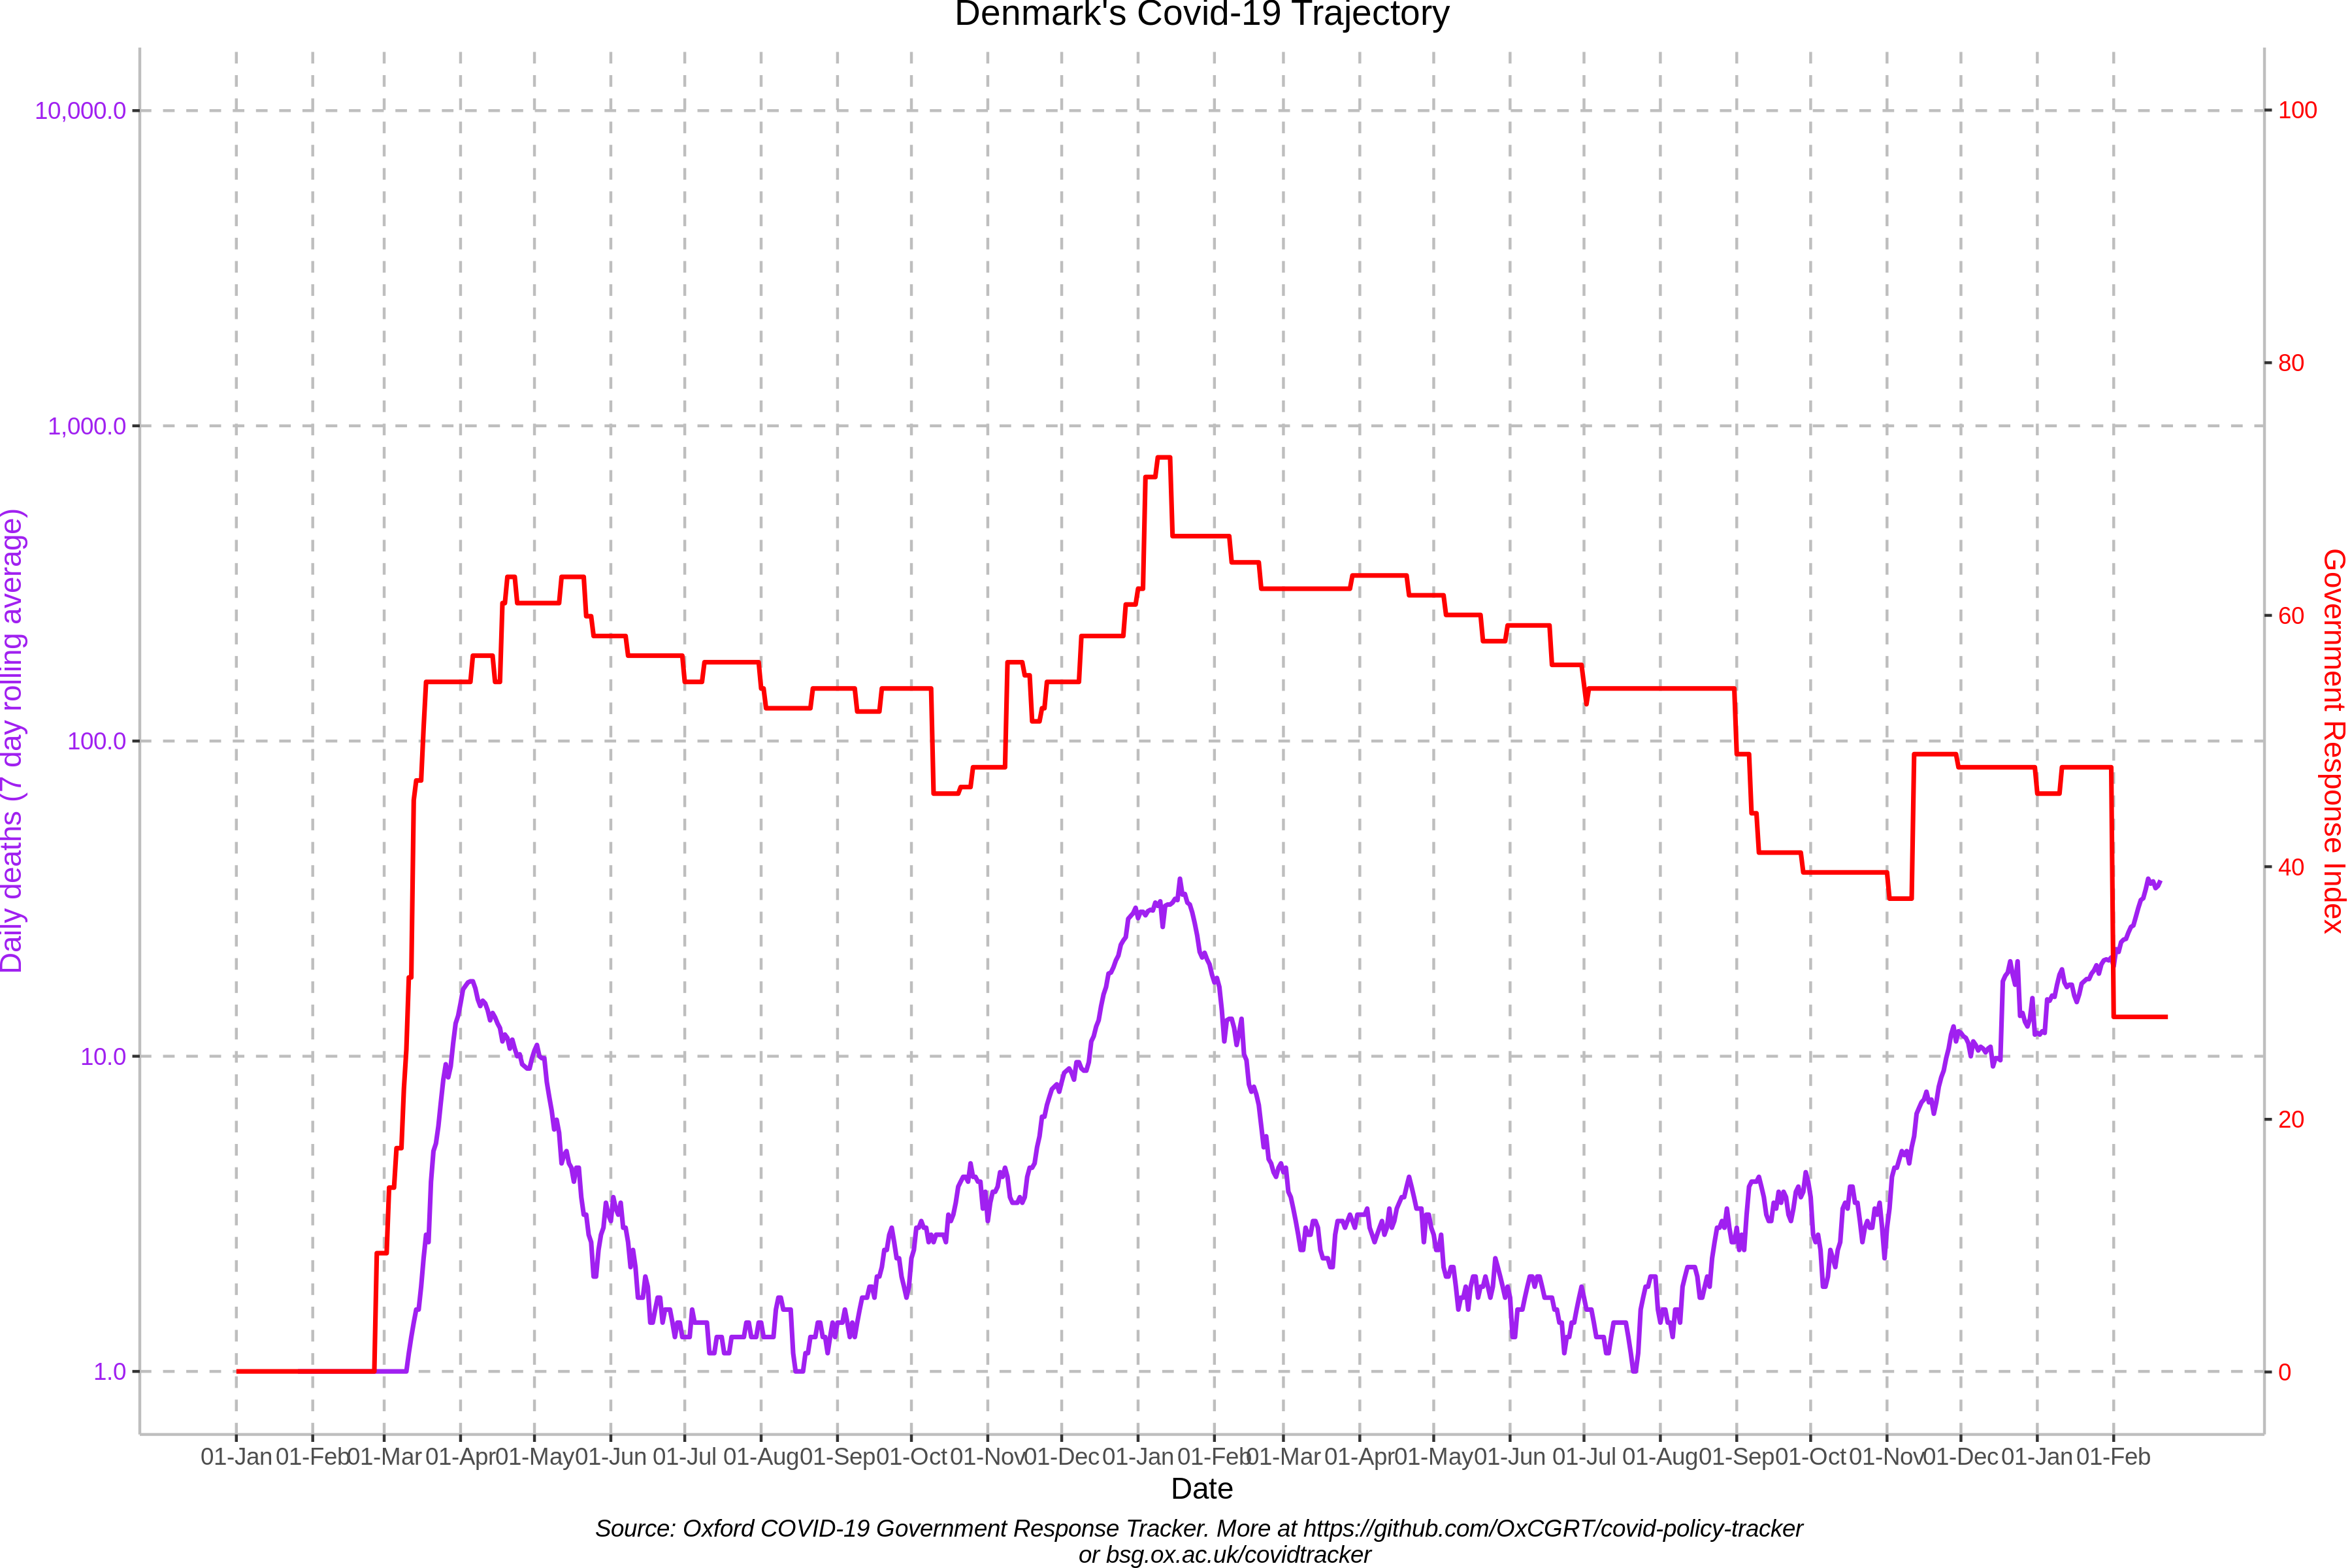 Denmark's Covid-19 Trajectory
10,000.0
1,000.0
100.0
10.0
1.0
Daily deaths (7 day rolling average)
100
80
60
40
20
0
Government Response Index
01-Jan 01-Feb 01-Mar 01-Apr 01-May 01-Jun 01-Jul 01-Aug 01-Sep 01-Oct 01-Nov 01-Dec 01-Jan 01-Feb 01-Mar 01-Apr 01-May 01-Jun 01-Jul 01-Aug 01-Sep 01-Oct 01-Nov 01-Dec 01-Jan 01-Feb
Date
Source: Oxford COVID-19 Government Response Tracker. More at https://github.com/OxCGRT/covid-policy-tracker
or bsg.ox.ac.uk/covidtracker